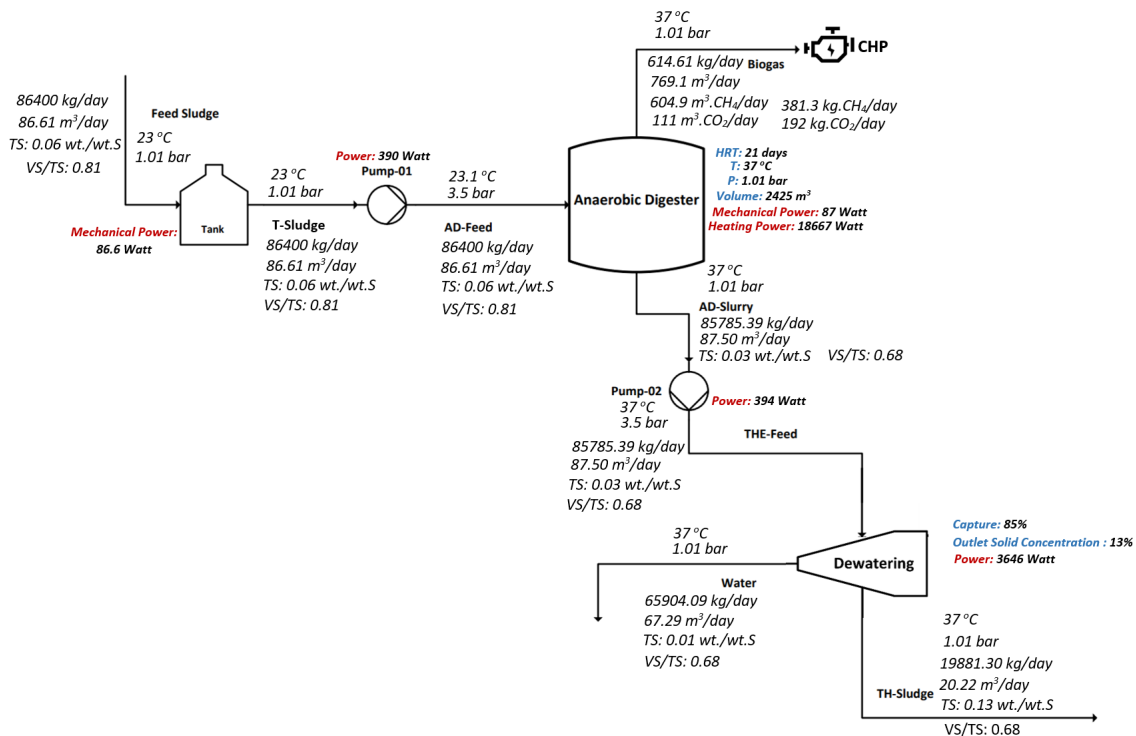 37 °C
1.01 bar
CHP
Biogas
614.61 kg/day
769.1 m³/day
604.9 m³.CH₄/day
111 m³.CO₂/day
381.3 kg.CH₄/day
192 kg.CO₂/day
86400 kg/day
86.61 m³/day
TS: 0.06 wt./wt.S
VS/TS: 0.81
Feed Sludge
23 °C
1.01 bar
Tank
Mechanical Power:
86.6 Watt
23 °C
1.01 bar
T-Sludge
86400 kg/day
86.61 m³/day
TS: 0.06 wt./wt.S
VS/TS: 0.81
Power: 390 Watt
Pump-01
23.1 °C
3.5 bar
AD-Feed
86400 kg/day
86.61 m³/day
TS: 0.06 wt./wt.S
VS/TS: 0.81
Anaerobic Digester
HRT: 21 days
T: 37 °C
P: 1.01 bar
Volume: 2425 m³
Mechanical Power: 87 Watt
Heating Power: 18667 Watt
37 °C
1.01 bar
AD-Slurry
85785.39 kg/day
87.50 m³/day
TS: 0.03 wt./wt.S VS/TS: 0.68
Pump-02
Power: 394 Watt
37 °C
3.5 bar
THE-Feed
85785.39 kg/day
87.50 m³/day
TS: 0.03 wt./wt.S
VS/TS: 0.68
Capture: 85%
Outlet Solid Concentration : 13%
Power: 3646 Watt
Dewatering
37 °C
1.01 bar
Water
65904.09 kg/day
67.29 m³/day
TS: 0.01 wt./wt.S
VS/TS: 0.68
37 °C
1.01 bar
19881.30 kg/day
TH-Sludge
20.22 m³/day
TS: 0.13 wt./wt.S
VS/TS: 0.68